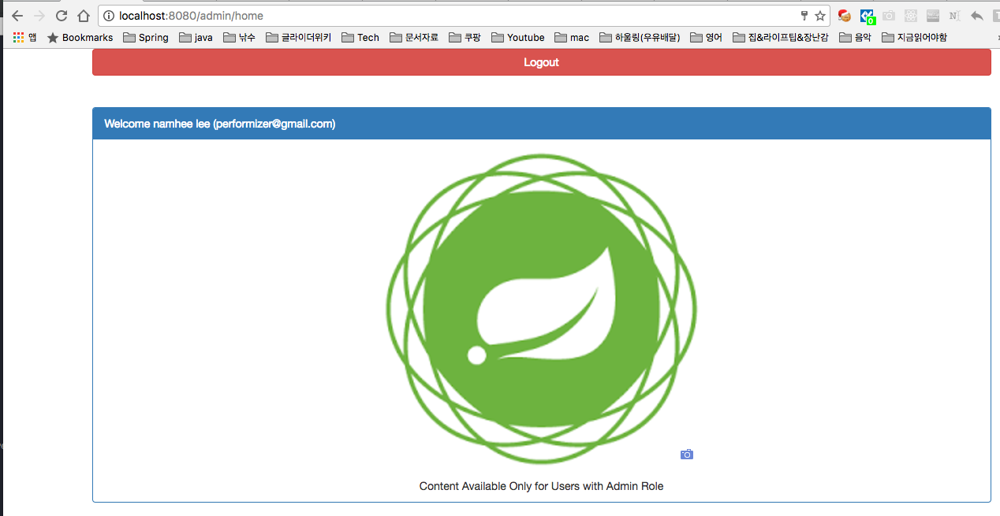 localhost:8080/admin/home
앱 Bookmarks Spring java 낚수 글라이더위키 Tech 문서자료 쿠팡 Youtube mac 하울링(우유배달) 영어 집&라이프팁&장난감 음악 지금읽어야함
Logout
Welcome namhee lee (performizer@gmail.com)
Content Available Only for Users with Admin Role